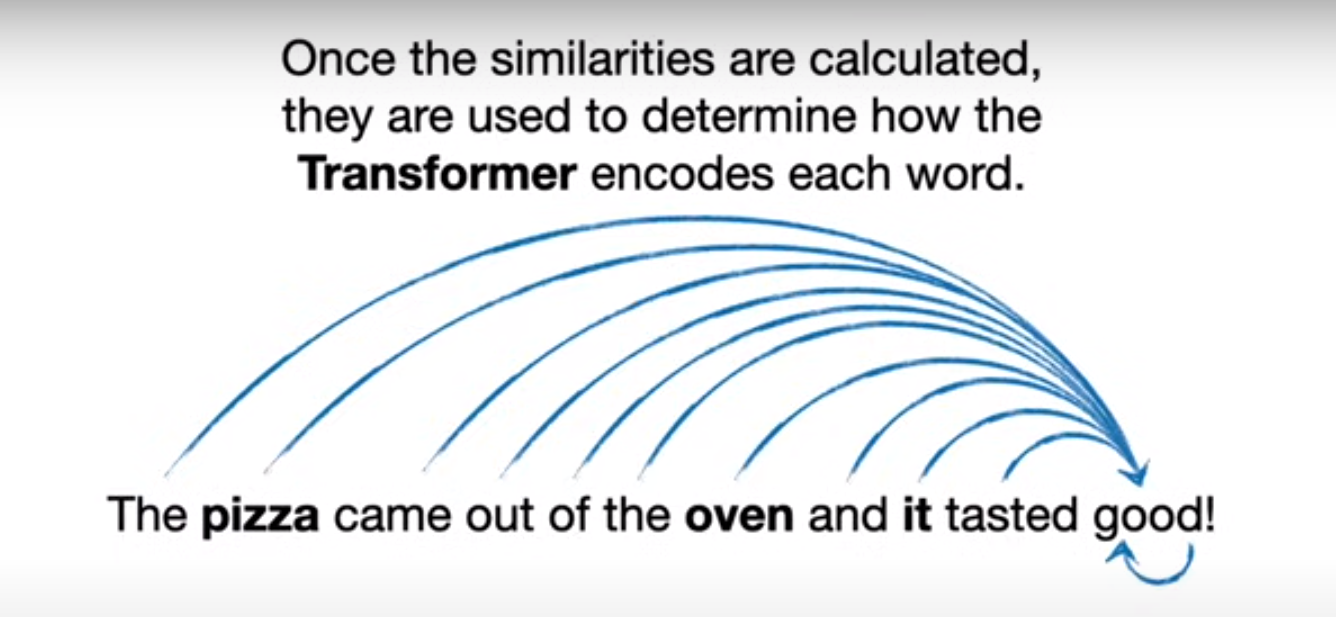 Once the similarities are calculated,
they are used to determine how the
Transformer encodes each word.
The pizza came out of the oven and it tasted good!